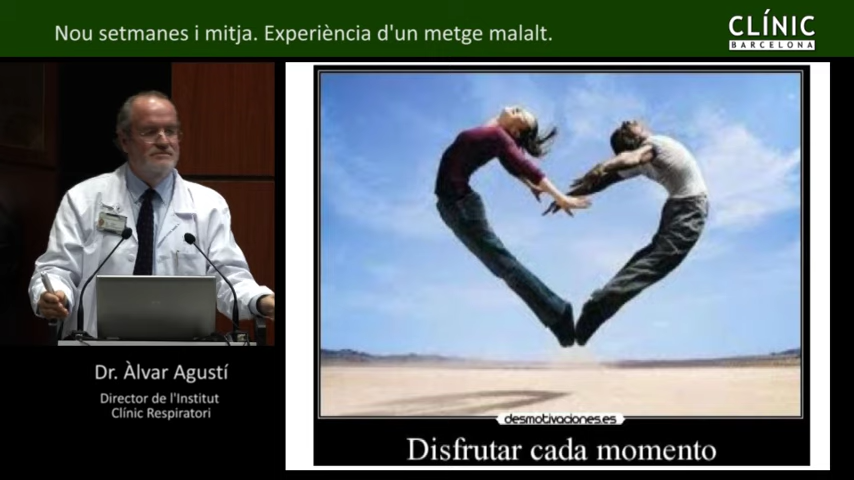 Nou setmanes i mitja. Experiència d'un metge malalt.
CLÍNIC
BARCELONA
Dr. Àlvar Agustí
Director de l'Institut
Clínic Respiratori
desmotivaciones.es
Disfrutar cada momento